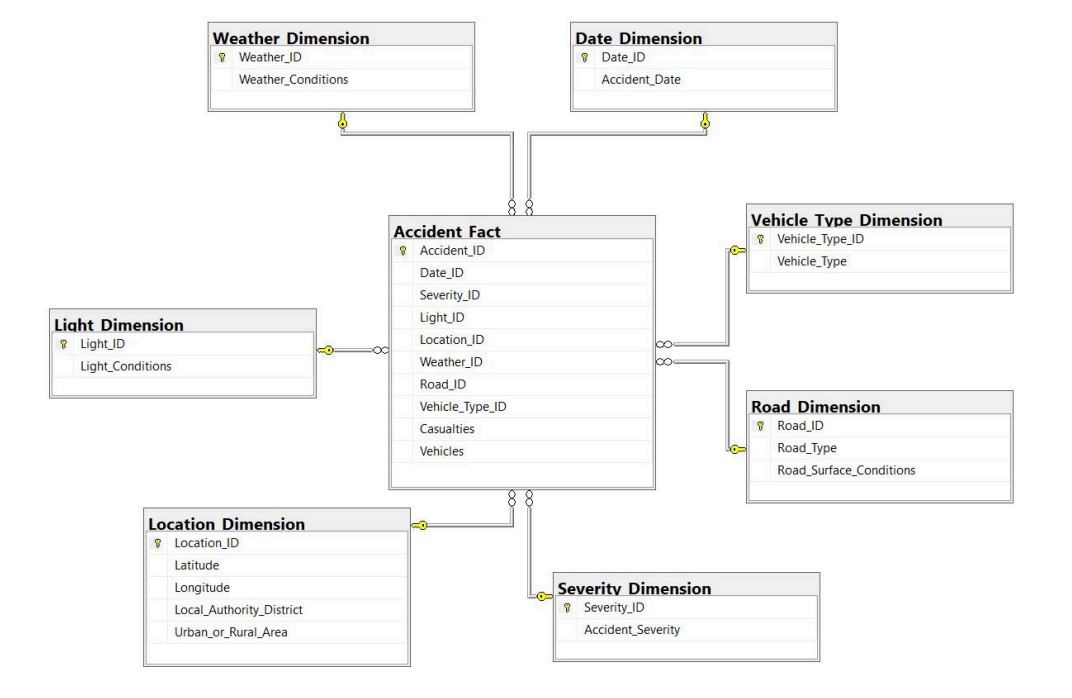 Weather Dimension
Weather_ID
Weather_Conditions
Date Dimension
Date_ID
Accident_Date
Accident Fact
Accident_ID
Date_ID
Severity_ID
Light_ID
Location_ID
Weather_ID
Road_ID
Vehicle_Type_ID
Casualties
Vehicles
Vehicle Type Dimension
Vehicle_Type_ID
Vehicle_Type
Light Dimension
Light_ID
Light_Conditions
Road Dimension
Road_ID
Road_Type
Road_Surface_Conditions
Location Dimension
Location_ID
Latitude
Longitude
Local_Authority_District
Urban_or_Rural_Area
Severity Dimension
Severity_ID
Accident_Severity